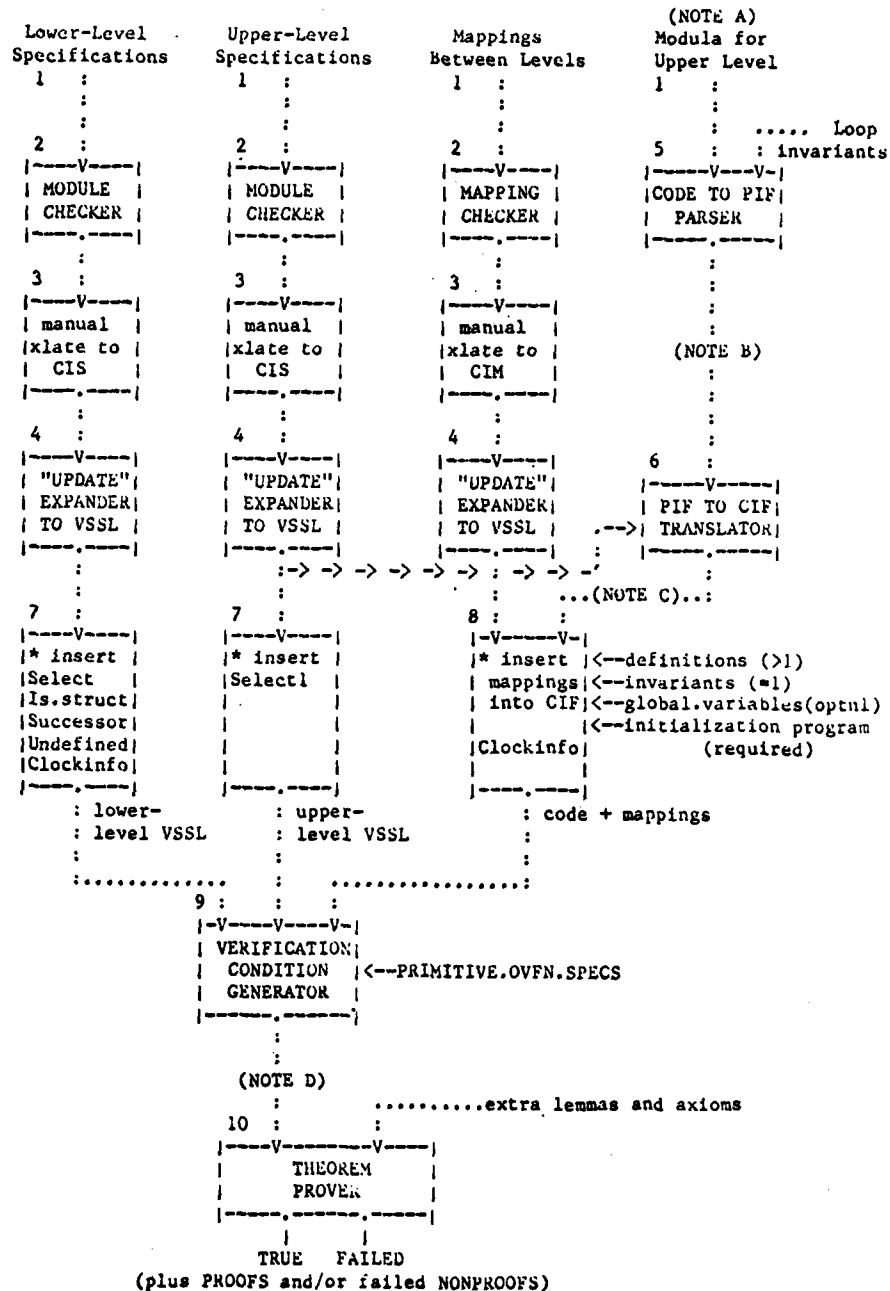 (NOTE A)
Lower-Level Upper-Level Mappings Modula for
Specifications Specifications Between Levels Upper Level
1 : 1 : 1 : 1 :
: : : :
: : : : ..... Loop
2 : 2 : 2 : 5 : : invariants
|----V----| |----V----| |----V----| |----V---V-|
| MODULE | | MODULE | | MAPPING | |CODE TO PIF|
| CHECKER | | CHECKER | | CHECKER | | PARSER |
|----.----| |----.----| |----.----| |----.----|
: : : :
3 : 3 : 3 : :
|----V----| |----V----| |----V----| :
| manual | | manual | | manual | :
|xlate to | |xlate to | |xlate to | (NOTE B)
| CIS | | CIS | | CIM | :
|----.----| |----.----| |----.----| :
: : : :
4 : 4 : 4 : 6 :
|----V----| |----V----| |----V----| |----V-----|
| "UPDATE" | | "UPDATE" | | "UPDATE" | | PIF TO CIF|
| EXPANDER| | EXPANDER| | EXPANDER| .-->| TRANSLATOR|
| TO VSSL | | TO VSSL | | TO VSSL | : |----.-----|
|----.----| |----.----| |----.----| : :
: :-> -> -> -> -> -> : -> -> -' :
: : : ...(NOTE C)..:
7 : 7 : 8 : :
|----V----| |----V----| |-V-----V-|
|* insert | |* insert | |* insert |<--definitions (>1)
|Select | |Select1 | | mappings|<--invariants (=1)
|Is.struct| | | | into CIF|<--global.variables(optnl)
|Successor| | | | |<--initialization program
|Undefined| | | |Clockinfo| (required)
|Clockinfo| | | | |
|----.----| |----.----| |----.----|
: lower- : upper- : code + mappings
: level VSSL : level VSSL :
: : :
:............. : .................:
9 : : :
|-V----V----V-|
| VERIFICATION|
| CONDITION |<--PRIMITIVE.OVFN.SPECS
| GENERATOR |
|------.------|
:
:
(NOTE D)
: ..........extra lemmas and axioms
10 : :
|----V---------V----|
| THEOREM |
| PROVER |
|-----.-----.-----|
| |
TRUE FAILED
(plus PROOFS and/or failed NONPROOFS)